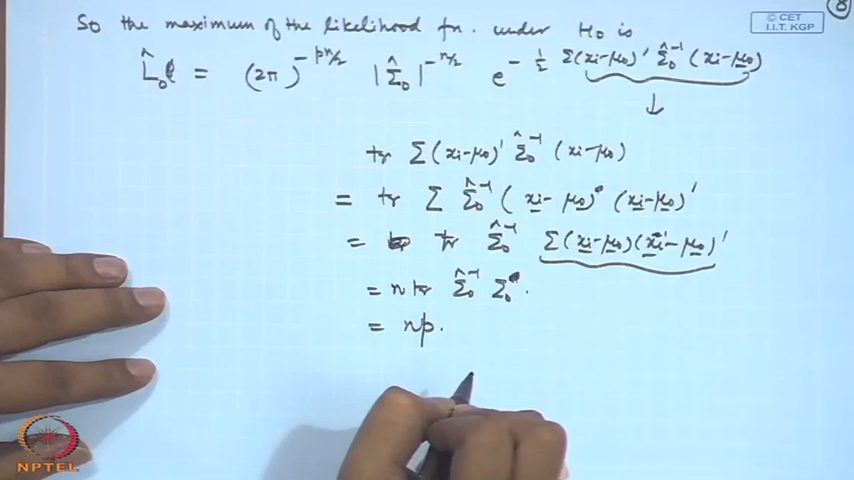 © CET
I.I.T. KGP
8
So the maximum of the likelihood fn. under H₀ is
L̂₀ = (2π)^{-pn/2} |Σ̂₀|^{-n/2} e^{-½ Σ(xi-μ₀)' Σ̂₀⁻¹ (xi-μ₀)}
↓
tr Σ(xi-μ₀)' Σ̂₀⁻¹ (xi-μ₀)
= tr Σ Σ̂₀⁻¹ (xi-μ₀) (xi-μ₀)'
= tr Σ̂₀⁻¹ Σ(xi-μ₀)(xi-μ₀)'
= n tr Σ̂₀⁻¹ Σ̂₀.
= np.
NPTEL